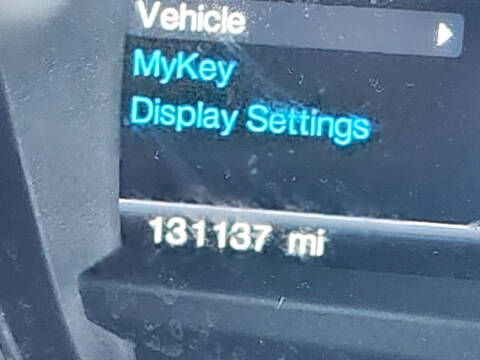 Vehicle
MyKey
Display Settings
131137 mi